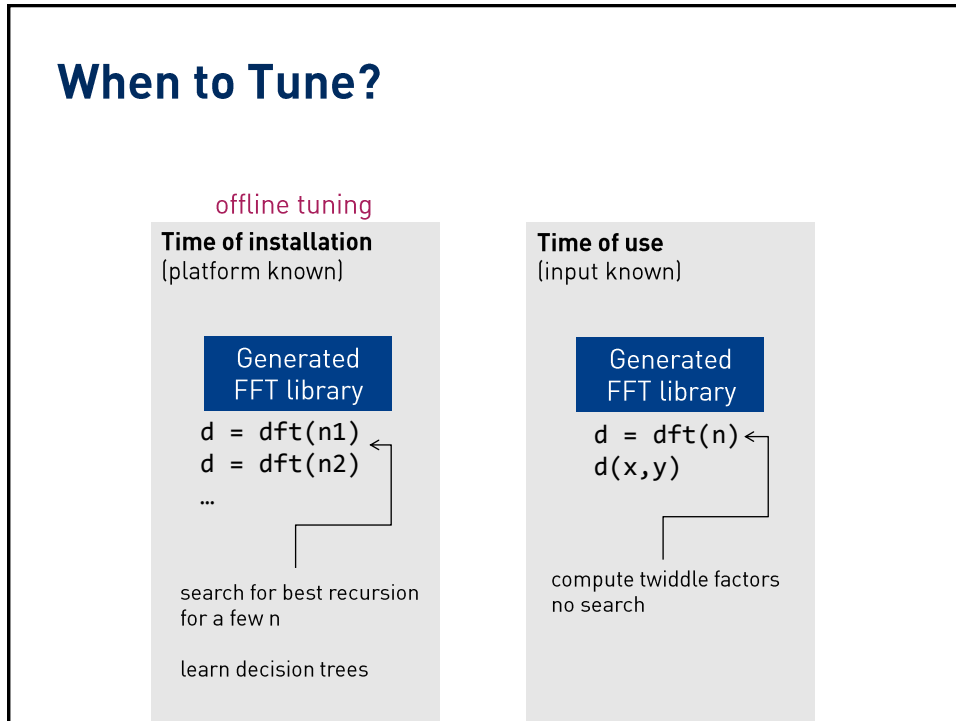 When to Tune?
offline tuning
Time of installation
(platform known)
Generated
FFT library
d = dft(n1)
d = dft(n2)
…
search for best recursion
for a few n
learn decision trees
Time of use
(input known)
Generated
FFT library
d = dft(n)
d(x,y)
compute twiddle factors
no search